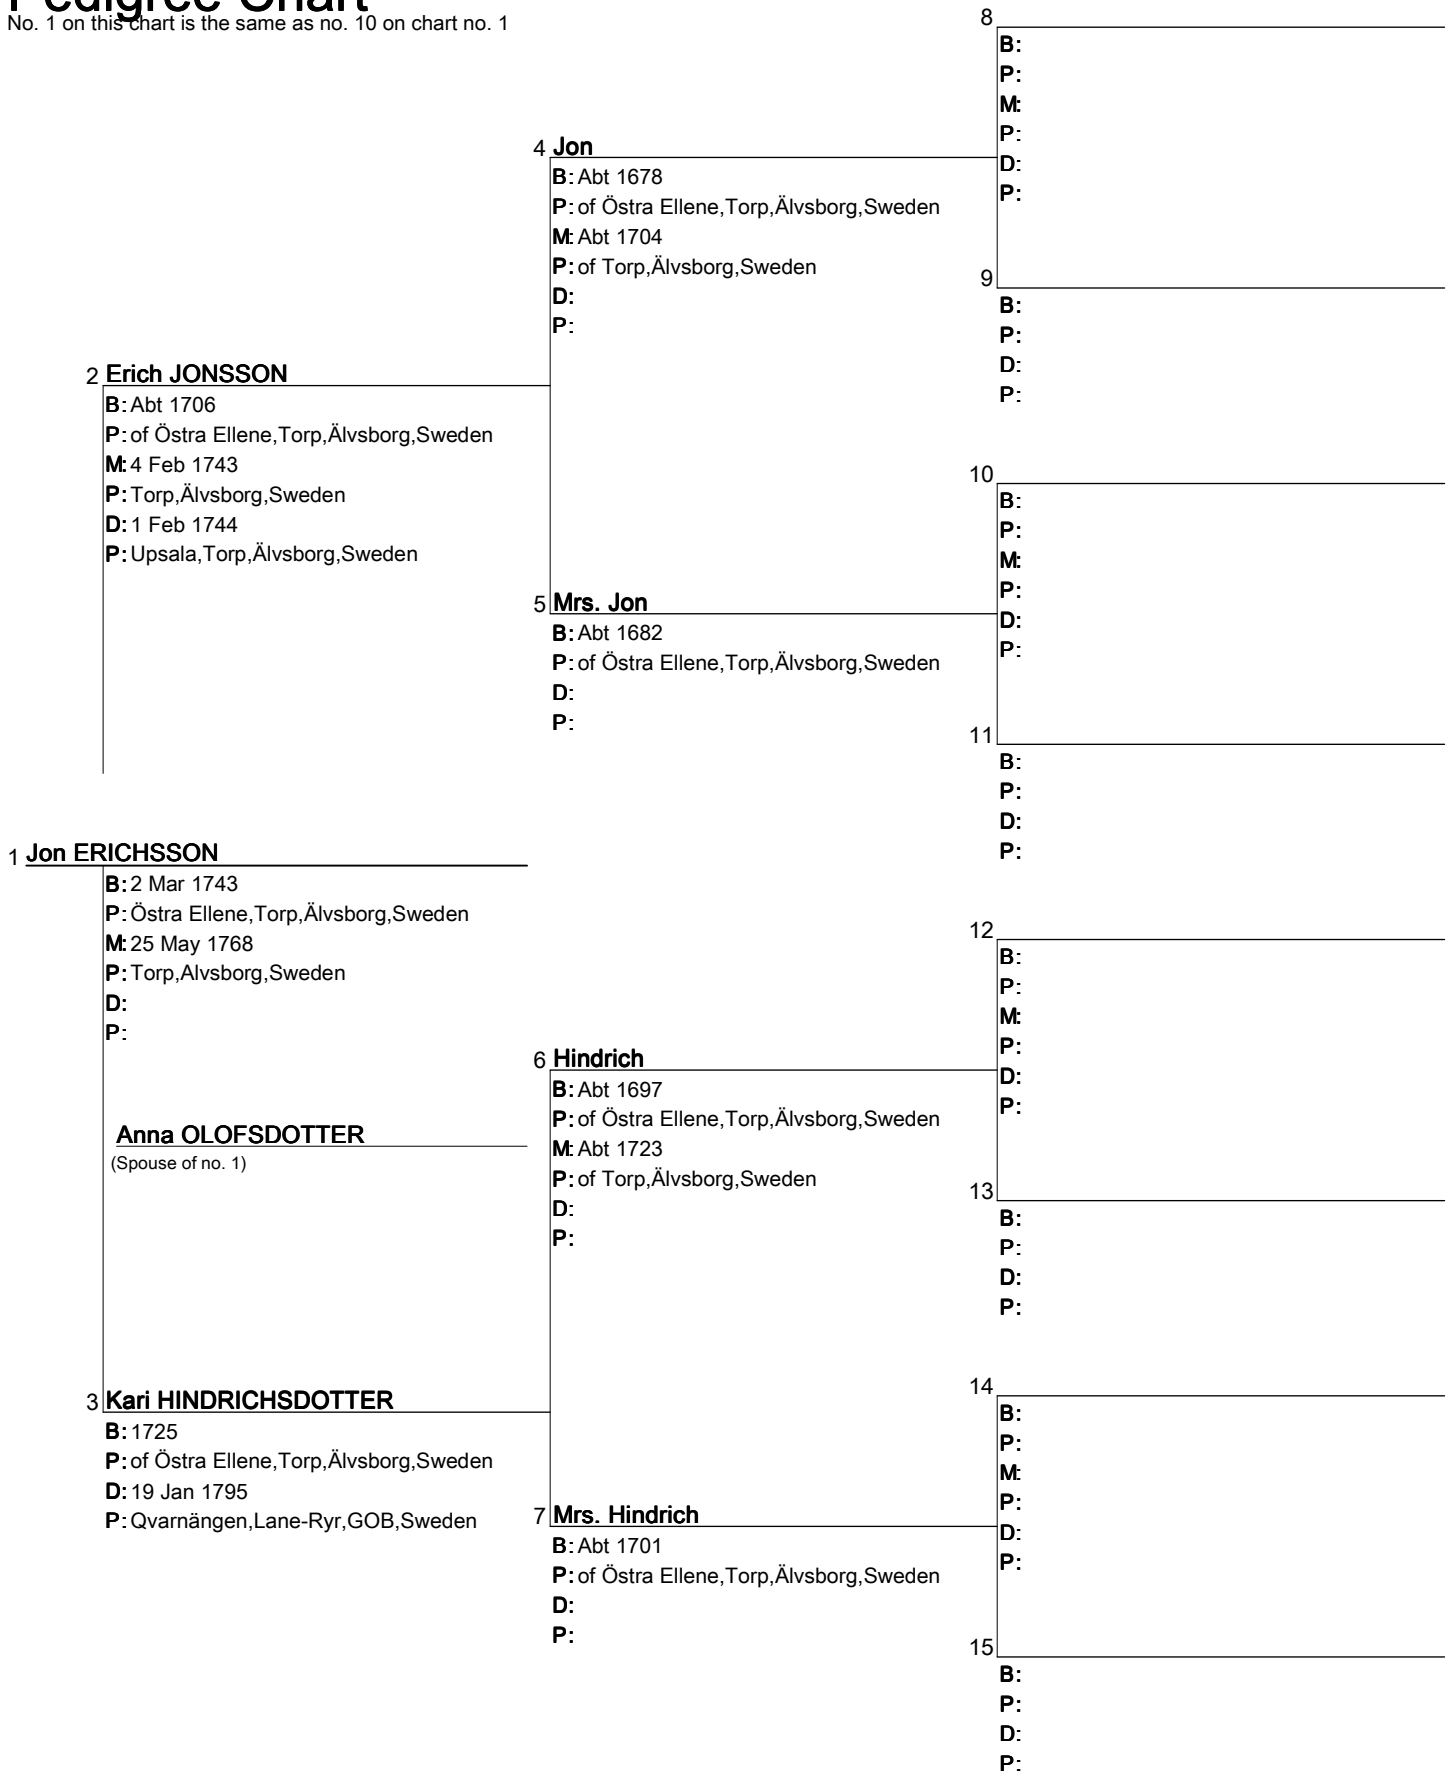 Pedigree Chart
No. 1 on this chart is the same as no. 10 on chart no. 1
8
B:
P:
M:
P:
D:
P:
4 Jon
B: Abt 1678
P: of Östra Ellene,Torp,Älvsborg,Sweden
M: Abt 1704
P: of Torp,Älvsborg,Sweden
D:
P:
9
B:
P:
D:
P:
2 Erich JONSSON
B: Abt 1706
P: of Östra Ellene,Torp,Älvsborg,Sweden
M: 4 Feb 1743
P: Torp,Älvsborg,Sweden
D: 1 Feb 1744
P: Upsala,Torp,Älvsborg,Sweden
10
B:
P:
M:
P:
D:
P:
5 Mrs. Jon
B: Abt 1682
P: of Östra Ellene,Torp,Älvsborg,Sweden
D:
P:
11
B:
P:
D:
P:
1 Jon ERICHSSON
B: 2 Mar 1743
P: Östra Ellene,Torp,Älvsborg,Sweden
M: 25 May 1768
P: Torp,Alvsborg,Sweden
D:
P:
Anna OLOFSDOTTER
(Spouse of no. 1)
12
B:
P:
M:
P:
D:
P:
6 Hindrich
B: Abt 1697
P: of Östra Ellene,Torp,Älvsborg,Sweden
M: Abt 1723
P: of Torp,Älvsborg,Sweden
D:
P:
13
B:
P:
D:
P:
3 Kari HINDRICHSDOTTER
B: 1725
P: of Östra Ellene,Torp,Älvsborg,Sweden
D: 19 Jan 1795
P: Qvarnängen,Lane-Ryr,GOB,Sweden
14
B:
P:
M:
P:
D:
P:
7 Mrs. Hindrich
B: Abt 1701
P: of Östra Ellene,Torp,Älvsborg,Sweden
D:
P:
15
B:
P:
D:
P: